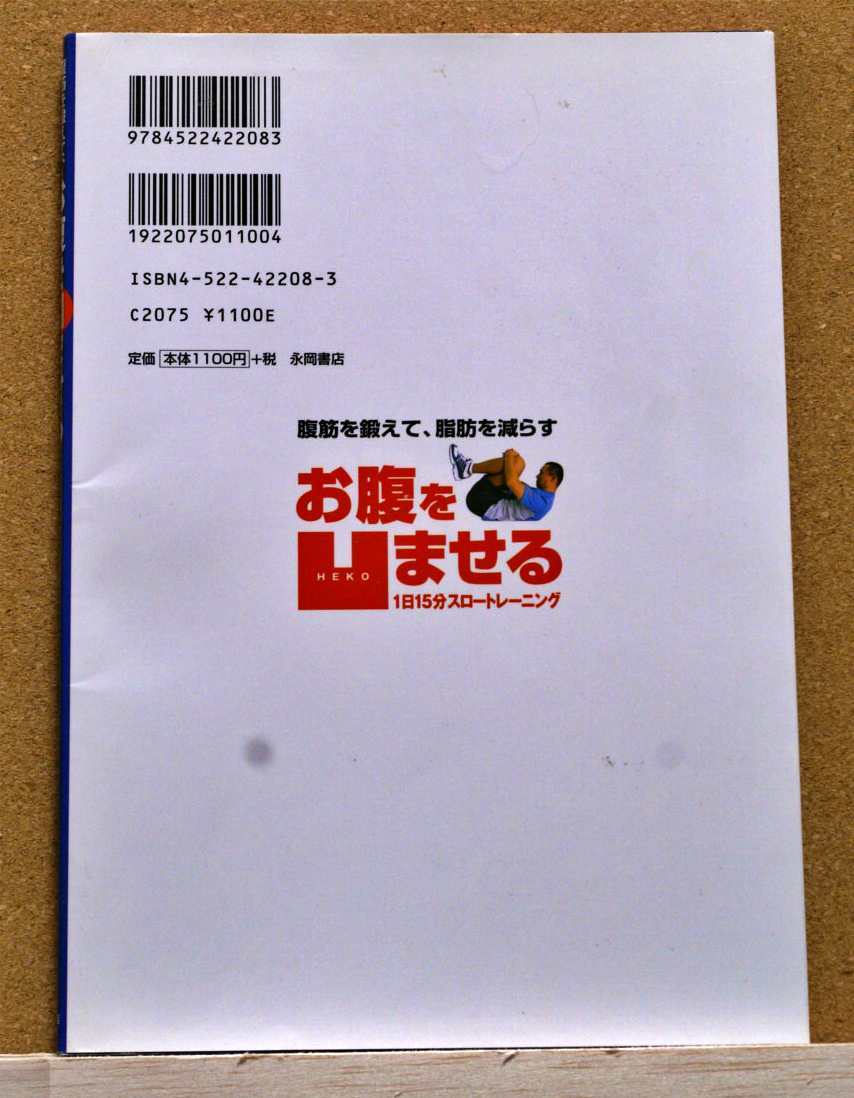 9784522422083
1922075011004
ISBN4-522-42208-3
C2075 ¥1100E
定価 本体1100円+税 永岡書店
腹筋を鍛えて、脂肪を減らす
お腹を
凹ませる
HEKO
1日15分スロートレーニング